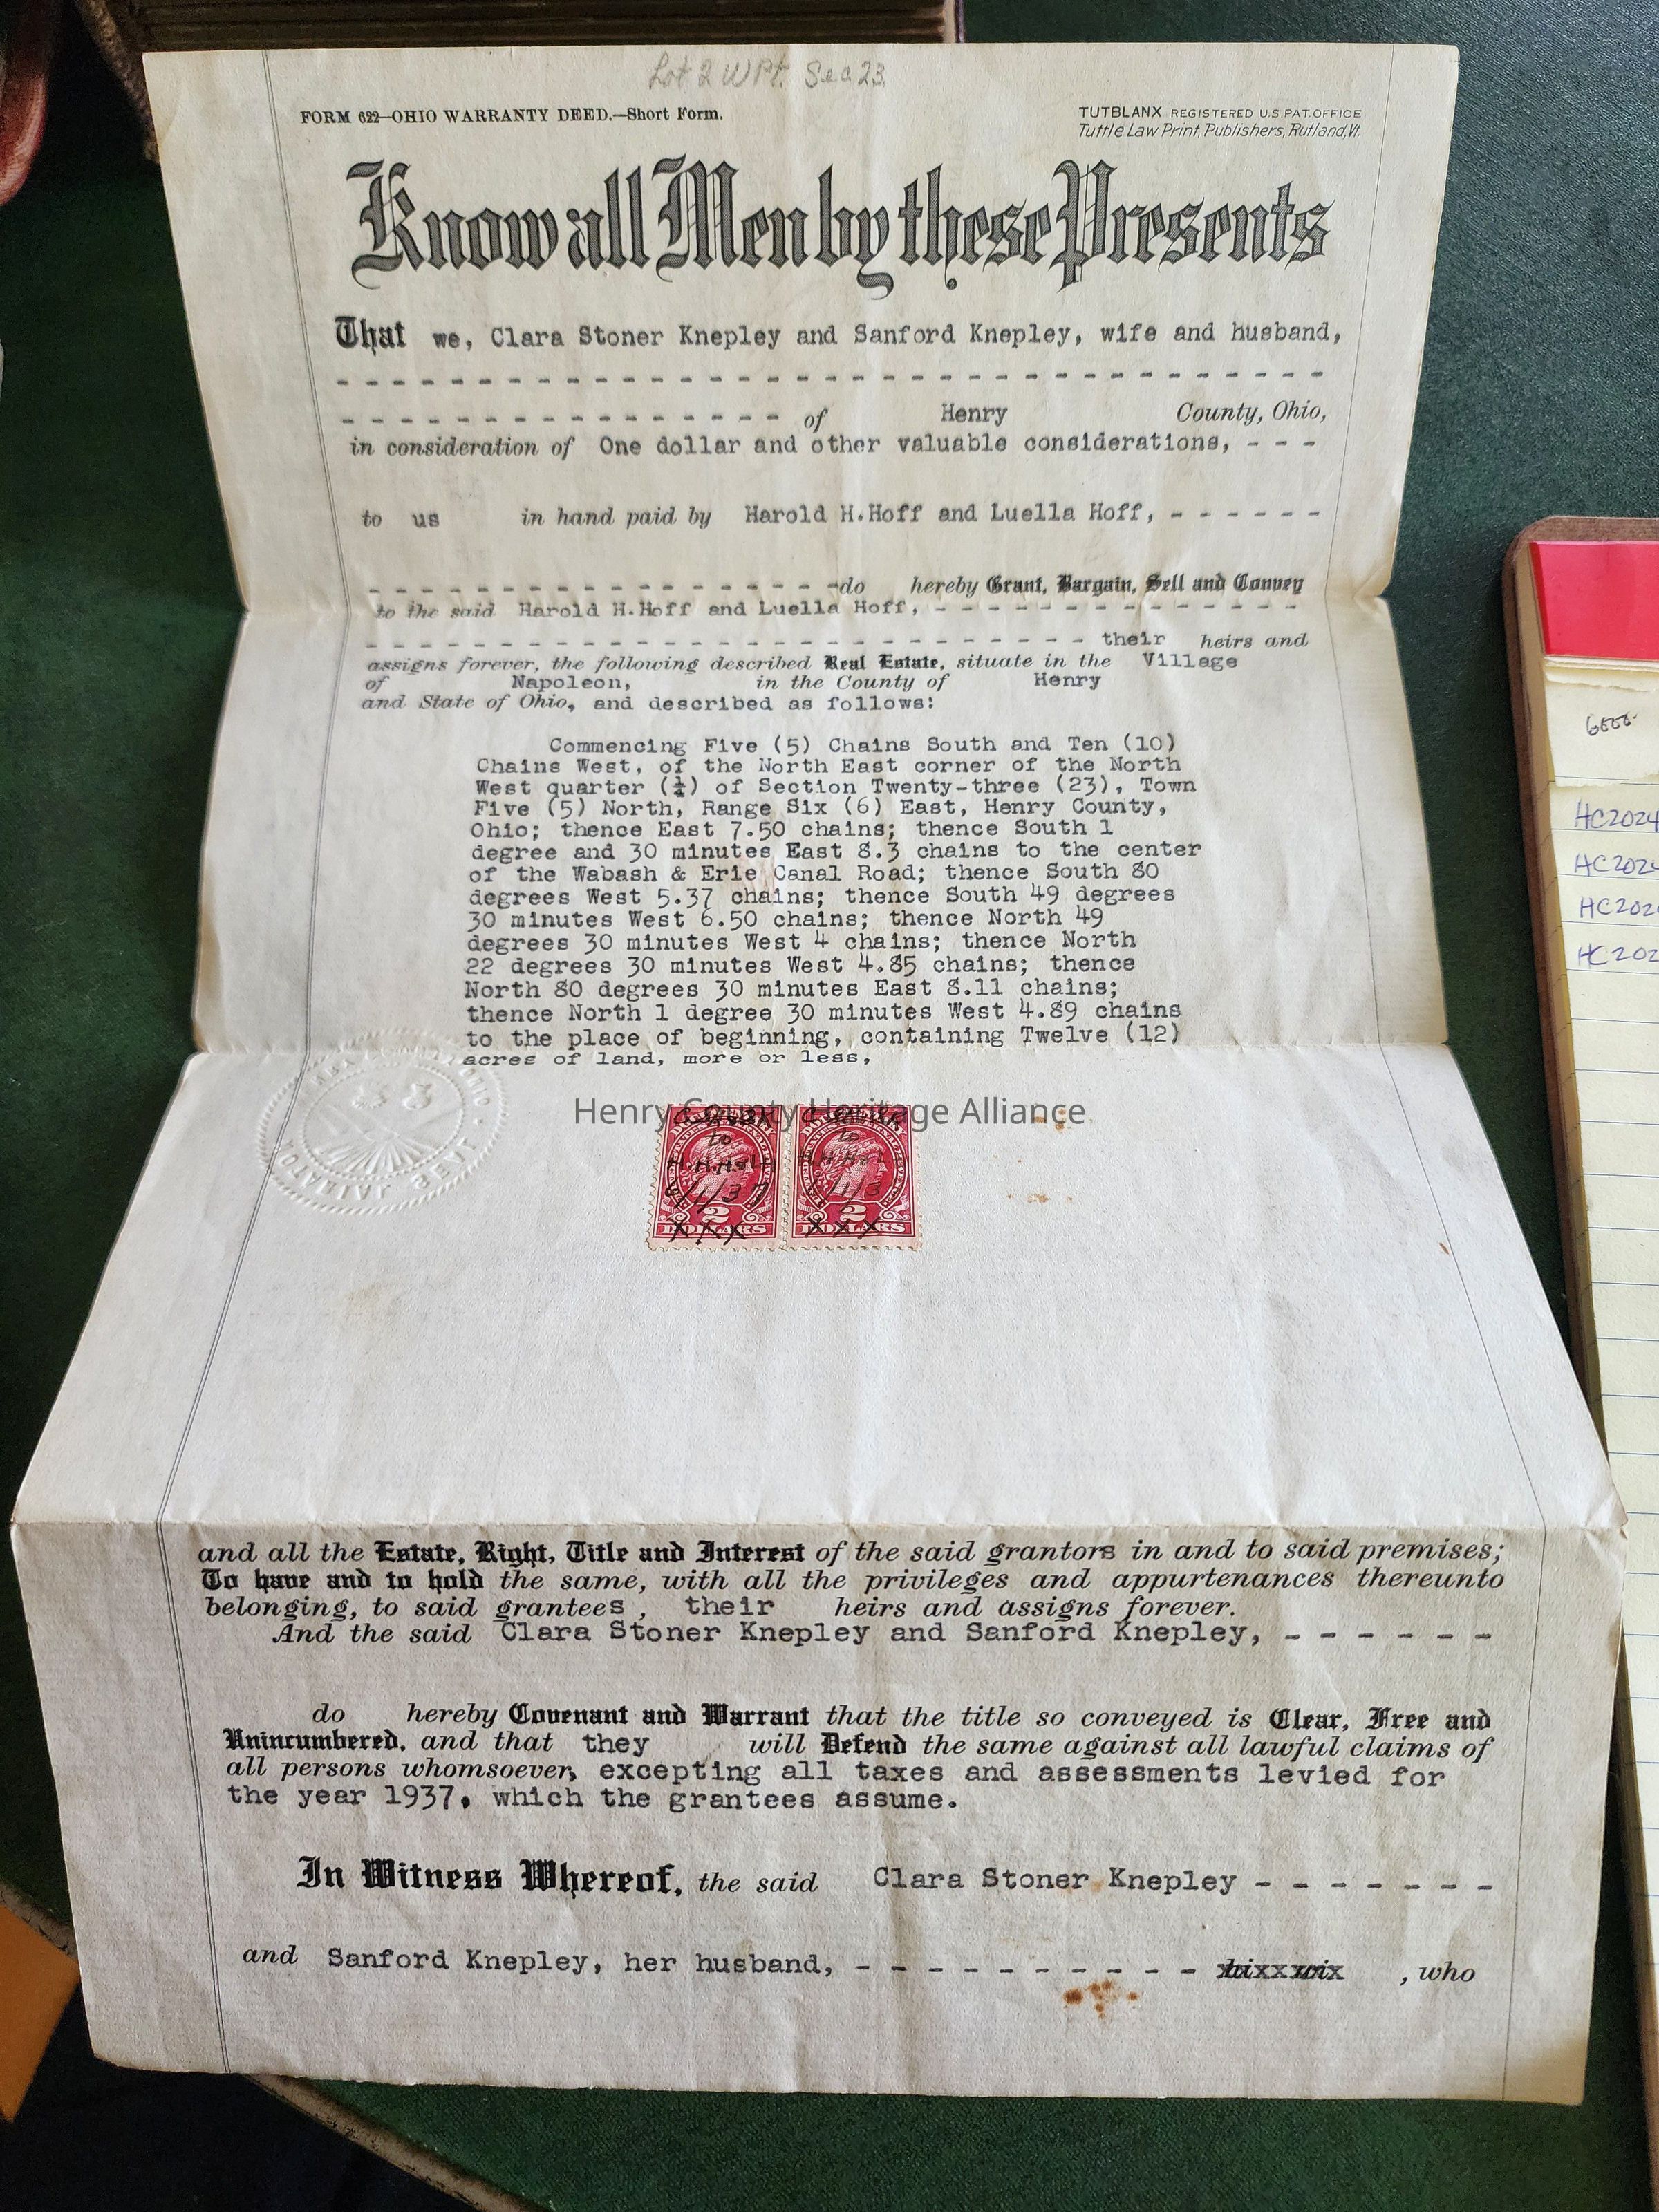 Lot 2 W Pt. Sec 23
FORM 622—OHIO WARRANTY DEED.—Short Form.
TUTBLANX REGISTERED U.S. PAT. OFFICE
Tuttle Law Print, Publishers, Rutland, Vt.
Know all Men by these Presents
That we, Clara Stoner Knepley and Sanford Knepley, wife and husband,
- - - - - - - - - - - - - - - - - - - - - - - - - - - - - - - - - - -
- - - - - - - - - - - - - - - - of Henry County, Ohio,
in consideration of One dollar and other valuable considerations, - - -
to us in hand paid by Harold H.Hoff and Luella Hoff, - - - - - -
- - - - - - - - - - - - - - - - -do hereby Grant, Bargain, Sell and Convey
to the said Harold H.Hoff and Luella Hoff, - - - - - - - - - - - - - -
- - - - - - - - - - - - - - - - - - - - - - - - - - their heirs and
assigns forever, the following described Real Estate, situate in the Village
of Napoleon, in the County of Henry
and State of Ohio, and described as follows:
Commencing Five (5) Chains South and Ten (10)
Chains West, of the North East corner of the North
West quarter (¼) of Section Twenty-three (23), Town
Five (5) North, Range Six (6) East, Henry County,
Ohio; thence East 7.50 chains; thence South 1
degree and 30 minutes East 8.3 chains to the center
of the Wabash & Erie Canal Road; thence South 80
degrees West 5.37 chains; thence South 49 degrees
30 minutes West 6.50 chains; thence North 49
degrees 30 minutes West 4 chains; thence North
22 degrees 30 minutes West 4.85 chains; thence
North 80 degrees 30 minutes East 8.11 chains;
thence North 1 degree 30 minutes West 4.89 chains
to the place of beginning, containing Twelve (12)
acres of land, more or less,
Henry County Heritage Alliance
to to
6/1/37
2 2
DOLLARS DOLLARS
XXX XXX
and all the Estate, Right, Title and Interest of the said grantors in and to said premises;
To have and to hold the same, with all the privileges and appurtenances thereunto
belonging, to said grantees, their heirs and assigns forever.
And the said Clara Stoner Knepley and Sanford Knepley, - - - - - -
do hereby Covenant and Warrant that the title so conveyed is Clear, Free and
Unincumbered, and that they will Defend the same against all lawful claims of
all persons whomsoever, excepting all taxes and assessments levied for
the year 1937, which the grantees assume.
In Witness Whereof, the said Clara Stoner Knepley - - - - - - -
and Sanford Knepley, her husband, - - - - - - - - - - , who
HC2024
HC202
HC202
HC202